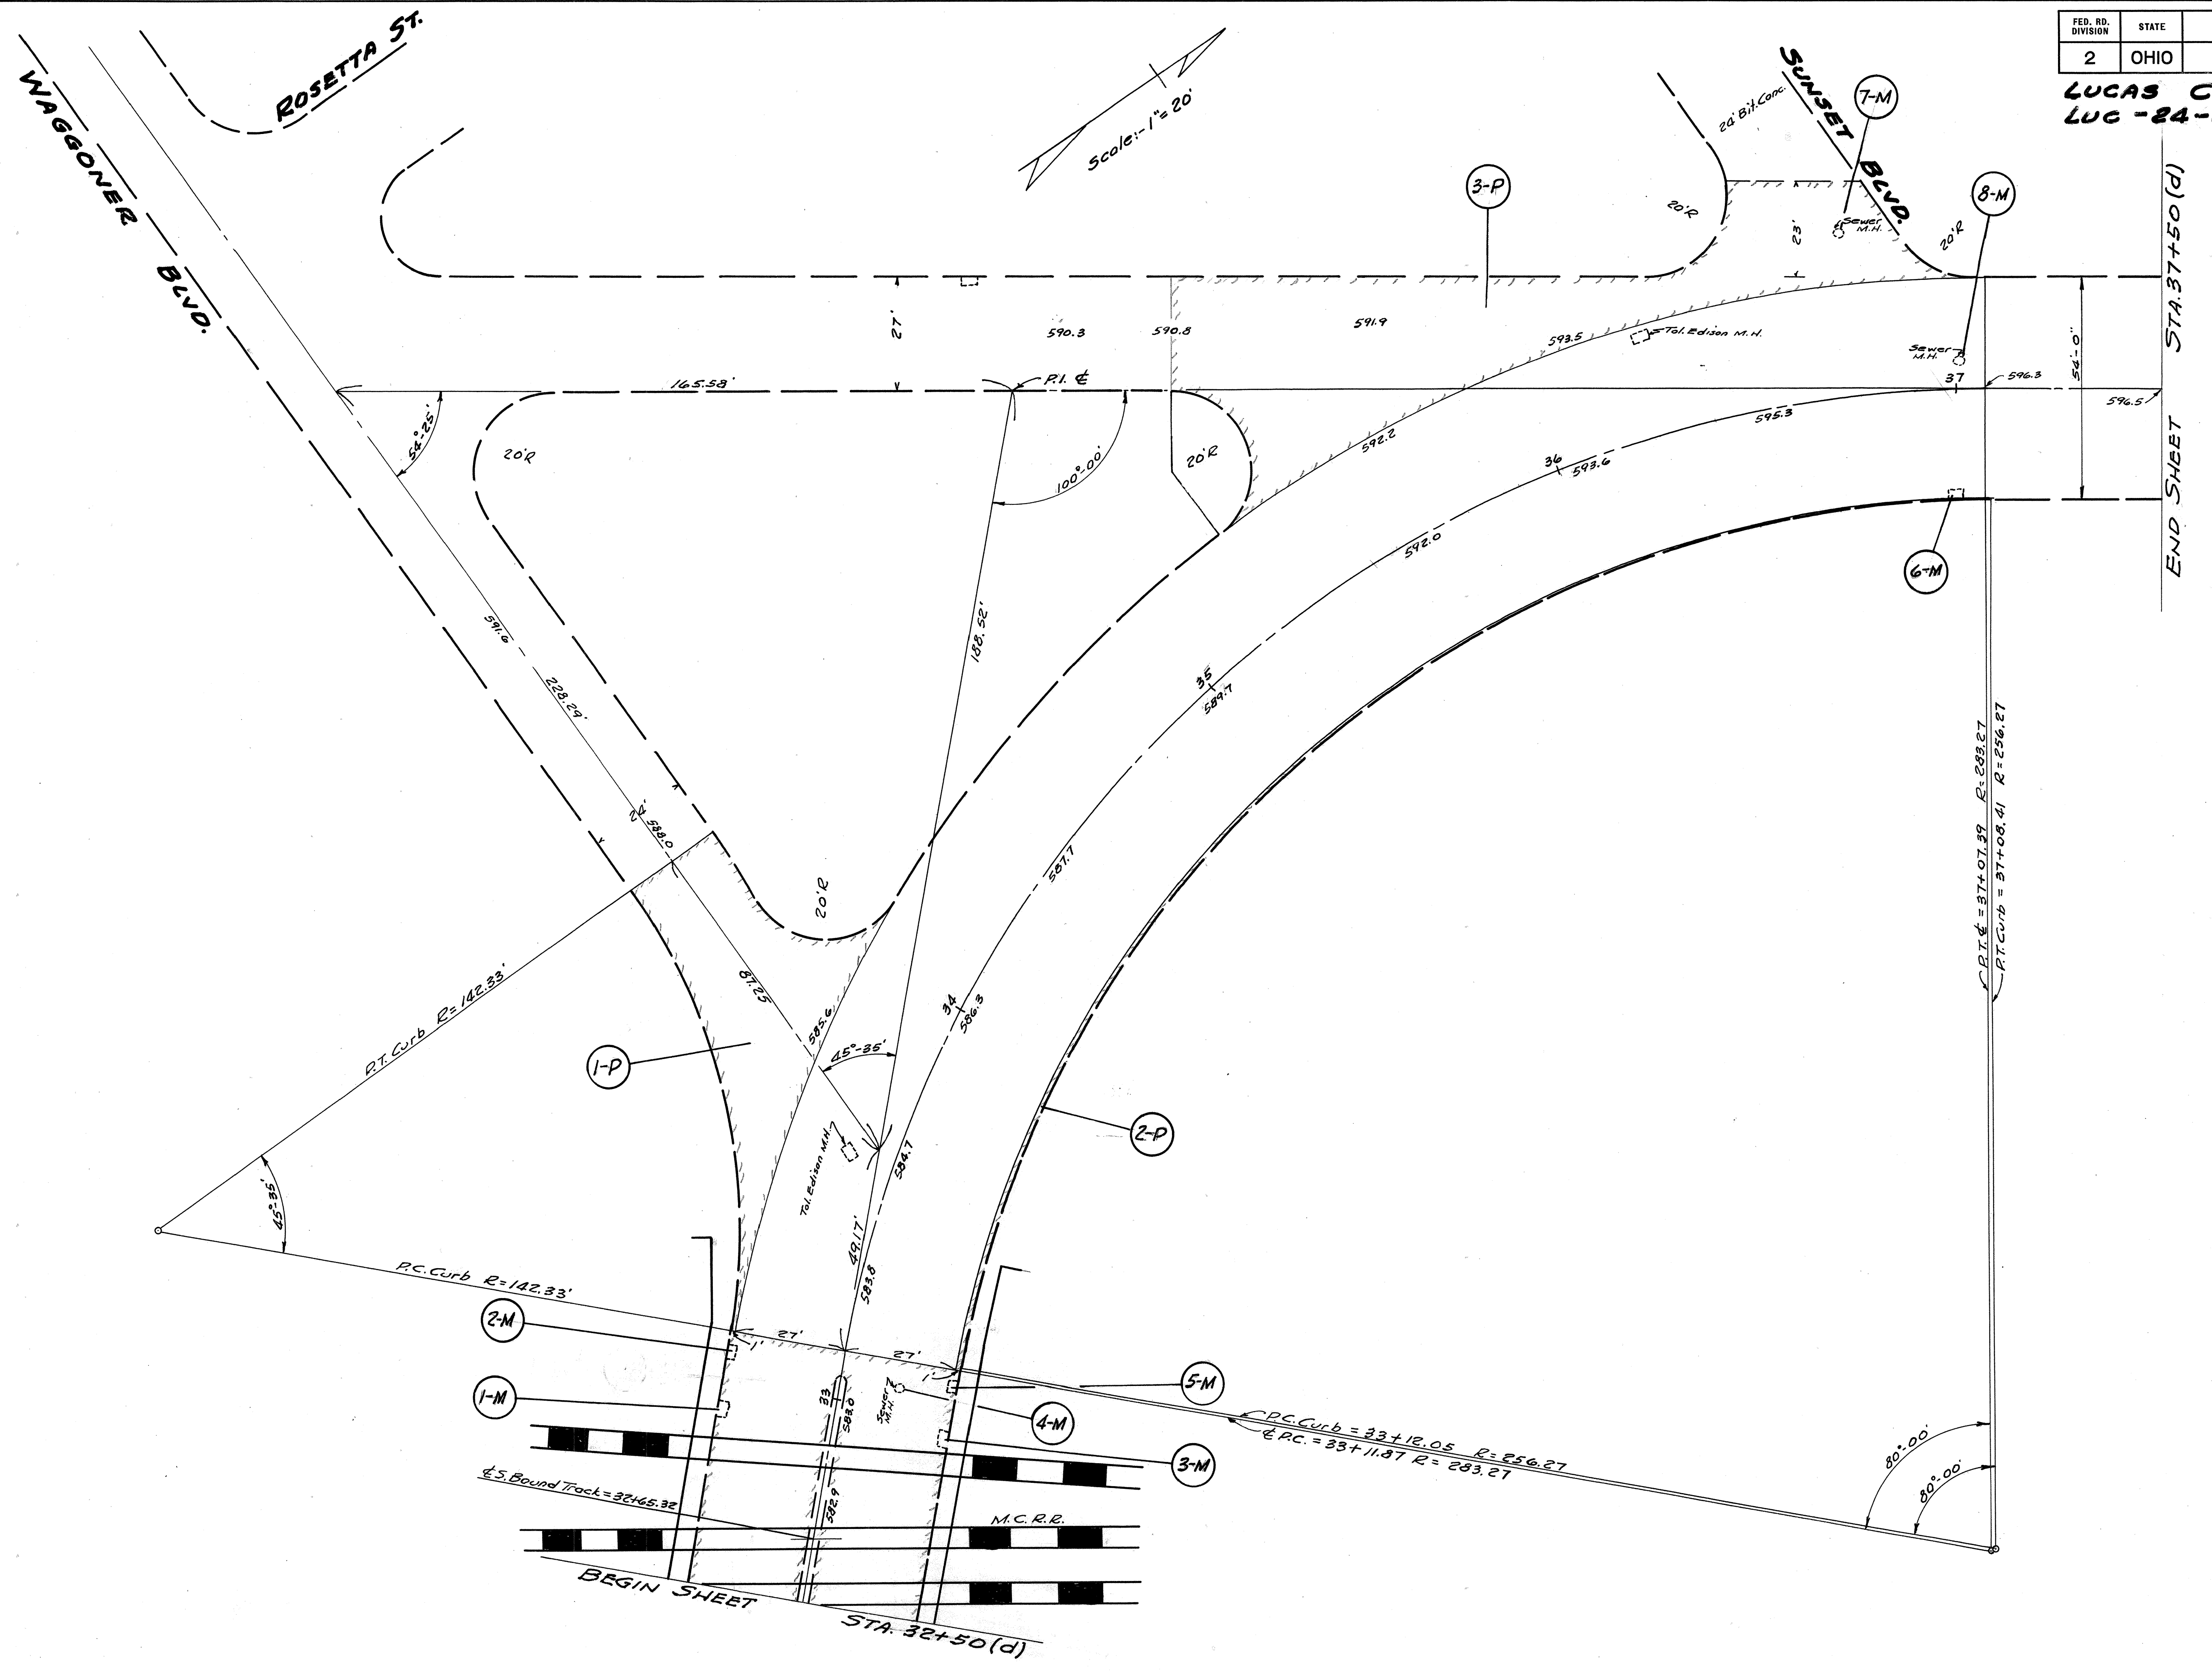 FED. RD. DIVISION
STATE
2
OHIO
LUCAS C
LUC-24-
ROSETTA ST.
WAGGONER
BLVD.
Scale:-1"=20'
SUNSET BLVD.
24' Bit. Conc.
7-M
8-M
3-P
20'R
23'
Sewer M.H.
20'R
END SHEET STA. 37+50(d)
27'
590.3
590.8
591.9
593.5
Tol. Edison M.H.
Sewer M.H.
37
596.3
54'-0"
596.5
165.58'
P.I. ℄
54°-25'
20'R
100°-00'
20'R
592.2
595.3
36
593.6
592.0
6-M
188.52'
591.6
228.29'
35
589.7
24'
588.0
587.7
20'R
P.T. ℄ = 37+07.39 R=283.27
P.T. Curb = 37+08.41 R=256.27
87.25
34
586.3
585.6
45°-35'
P.T. Curb R=142.33'
1-P
2-P
Tol. Edison M.H.
584.7
45°-35'
49.17'
583.8
P.C. Curb R=142.33'
2-M
27'
1'
27'
1'
1-M
33
583.0
Sewer M.H.
5-M
4-M
3-M
P.C. Curb = 33+12.05 R=256.27
℄ P.C. = 33+11.87 R=283.27
80°-00'
80°-00'
℄ S. Bound Track = 32+65.32
582.9
M.C.R.R.
BEGIN SHEET STA. 32+50(d)